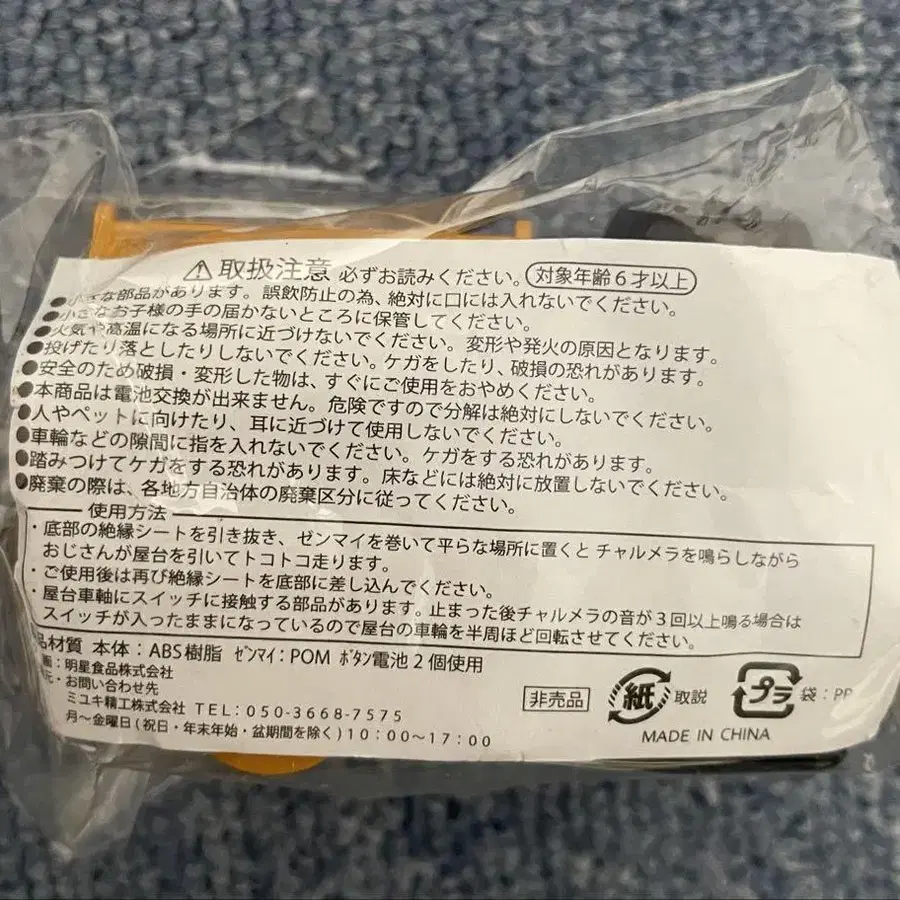 ⚠取扱注意 必ずお読みください。 対象年齢6才以上
●小さな部品があります。誤飲防止の為、絶対に口には入れないでください。
●小さなお子様の手の届かないところに保管してください。
●火気や高温になる場所に近づけないでください。変形や発火の原因となります。
●投げたり落としたりしないでください。ケガをしたり、破損の恐れがあります。
●安全のため破損・変形した物は、すぐにご使用をおやめください。
●本商品は電池交換が出来ません。危険ですので分解は絶対にしないでください。
●人やペットに向けたり、耳に近づけて使用しないでください。
●車輪などの隙間に指を入れないでください。ケガをする恐れがあります。
●踏みつけてケガをする恐れがあります。床などには絶対に放置しないでください。
●廃棄の際は、各地方自治体の廃棄区分に従ってください。
使用方法
・底部の絶縁シートを引き抜き、ゼンマイを巻いて平らな場所に置くと チャルメラを鳴らしながら
おじさんが屋台を引いてトコトコ走ります。
・ご使用後は再び絶縁シートを底部に差し込んでください。
・屋台車軸にスイッチに接触する部品があります。止まった後チャルメラの音が3回以上鳴る場合は
スイッチが入ったままになっているので屋台の車輪を半周ほど回転させてください。
品材質 本体：ABS樹脂 ゼンマイ：POM ボタン電池2個使用
画：明星食品株式会社
元・お問い合わせ先
ミユキ精工株式会社 TEL：050-3668-7575
月～金曜日(祝日・年末年始・盆期間を除く)10：00～17：00
非売品 紙 取説 プラ 袋：PP
MADE IN CHINA